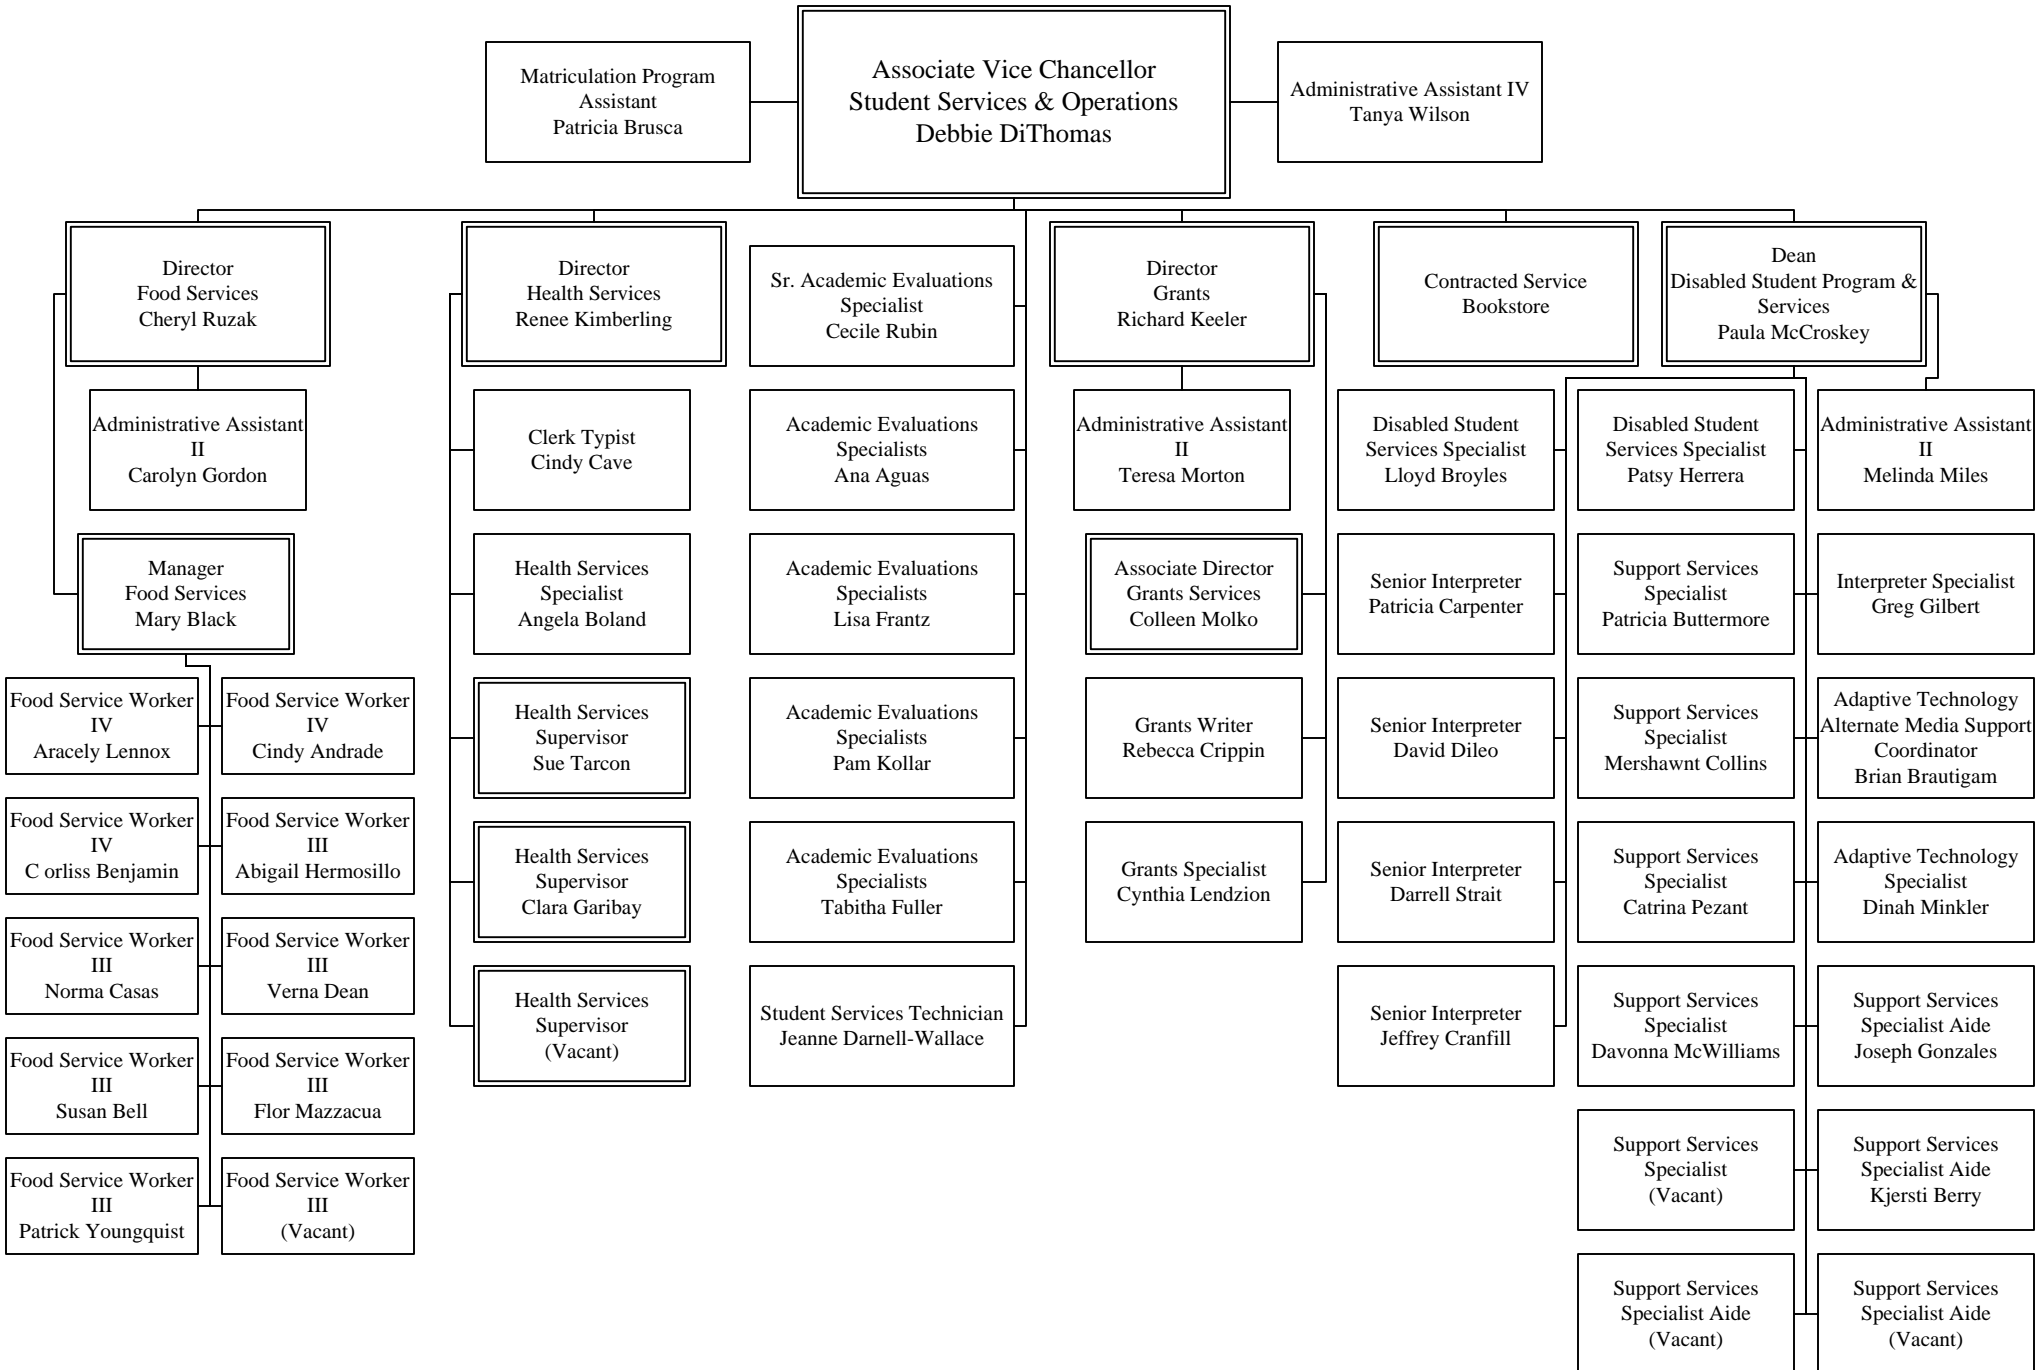 Matriculation Program
Assistant
Patricia Brusca
Associate Vice Chancellor
Student Services & Operations
Debbie DiThomas
Administrative Assistant IV
Tanya Wilson
Director
Food Services
Cheryl Ruzak
Director
Health Services
Renee Kimberling
Sr. Academic Evaluations
Specialist
Cecile Rubin
Director
Grants
Richard Keeler
Contracted Service
Bookstore
Dean
Disabled Student Program &
Services
Paula McCroskey
Administrative Assistant
II
Carolyn Gordon
Clerk Typist
Cindy Cave
Academic Evaluations
Specialists
Ana Aguas
Administrative Assistant
II
Teresa Morton
Disabled Student
Services Specialist
Lloyd Broyles
Disabled Student
Services Specialist
Patsy Herrera
Administrative Assistant
II
Melinda Miles
Manager
Food Services
Mary Black
Health Services
Specialist
Angela Boland
Academic Evaluations
Specialists
Lisa Frantz
Associate Director
Grants Services
Colleen Molko
Senior Interpreter
Patricia Carpenter
Support Services
Specialist
Patricia Buttermore
Interpreter Specialist
Greg Gilbert
Food Service Worker
IV
Aracely Lennox
Food Service Worker
IV
Cindy Andrade
Health Services
Supervisor
Sue Tarcon
Academic Evaluations
Specialists
Pam Kollar
Grants Writer
Rebecca Crippin
Senior Interpreter
David Dileo
Support Services
Specialist
Mershawnt Collins
Adaptive Technology
Alternate Media Support
Coordinator
Brian Brautigam
Food Service Worker
IV
C orliss Benjamin
Food Service Worker
III
Abigail Hermosillo
Health Services
Supervisor
Clara Garibay
Academic Evaluations
Specialists
Tabitha Fuller
Grants Specialist
Cynthia Lendzion
Senior Interpreter
Darrell Strait
Support Services
Specialist
Catrina Pezant
Adaptive Technology
Specialist
Dinah Minkler
Food Service Worker
III
Norma Casas
Food Service Worker
III
Verna Dean
Health Services
Supervisor
(Vacant)
Student Services Technician
Jeanne Darnell-Wallace
Senior Interpreter
Jeffrey Cranfill
Support Services
Specialist
Davonna McWilliams
Support Services
Specialist Aide
Joseph Gonzales
Food Service Worker
III
Susan Bell
Food Service Worker
III
Flor Mazzacua
Support Services
Specialist
(Vacant)
Support Services
Specialist Aide
Kjersti Berry
Food Service Worker
III
Patrick Youngquist
Food Service Worker
III
(Vacant)
Support Services
Specialist Aide
(Vacant)
Support Services
Specialist Aide
(Vacant)